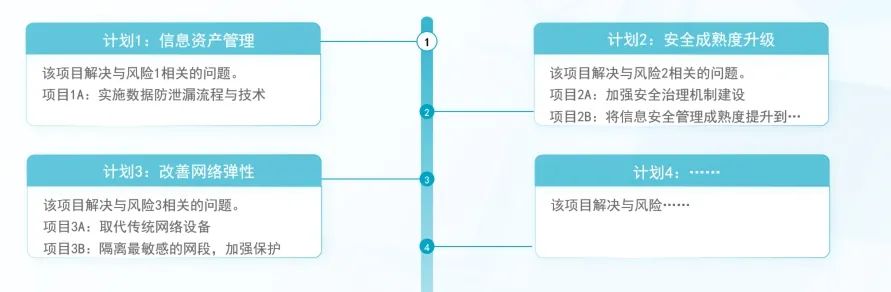 计划1：信息资产管理
该项目解决与风险1相关的问题。
项目1A：实施数据防泄漏流程与技术
1
计划2：安全成熟度升级
该项目解决与风险2相关的问题。
项目2A：加强安全治理机制建设
项目2B：将信息安全管理成熟度提升到…
2
计划3：改善网络弹性
该项目解决与风险3相关的问题。
项目3A：取代传统网络设备
项目3B：隔离最敏感的网段，加强保护
3
计划4：……
该项目解决与风险……
4